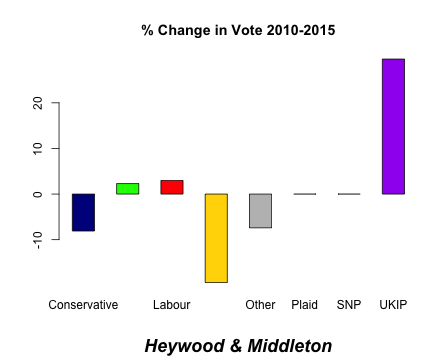 % Change in Vote 2010-2015
20
10
0
-10
Conservative Labour Other Plaid SNP UKIP
Heywood & Middleton